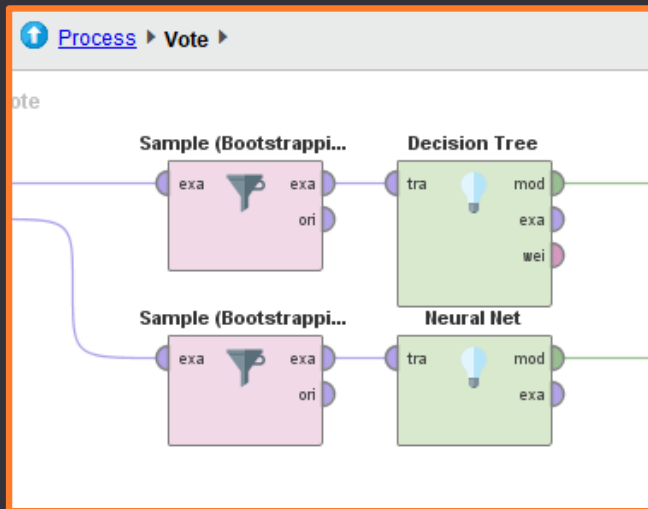 Process Vote
ote
Sample (Bootstrappi...
Decision Tree
exa exa
ori
tra mod
exa
wei
Sample (Bootstrappi...
Neural Net
exa exa
ori
tra mod
exa